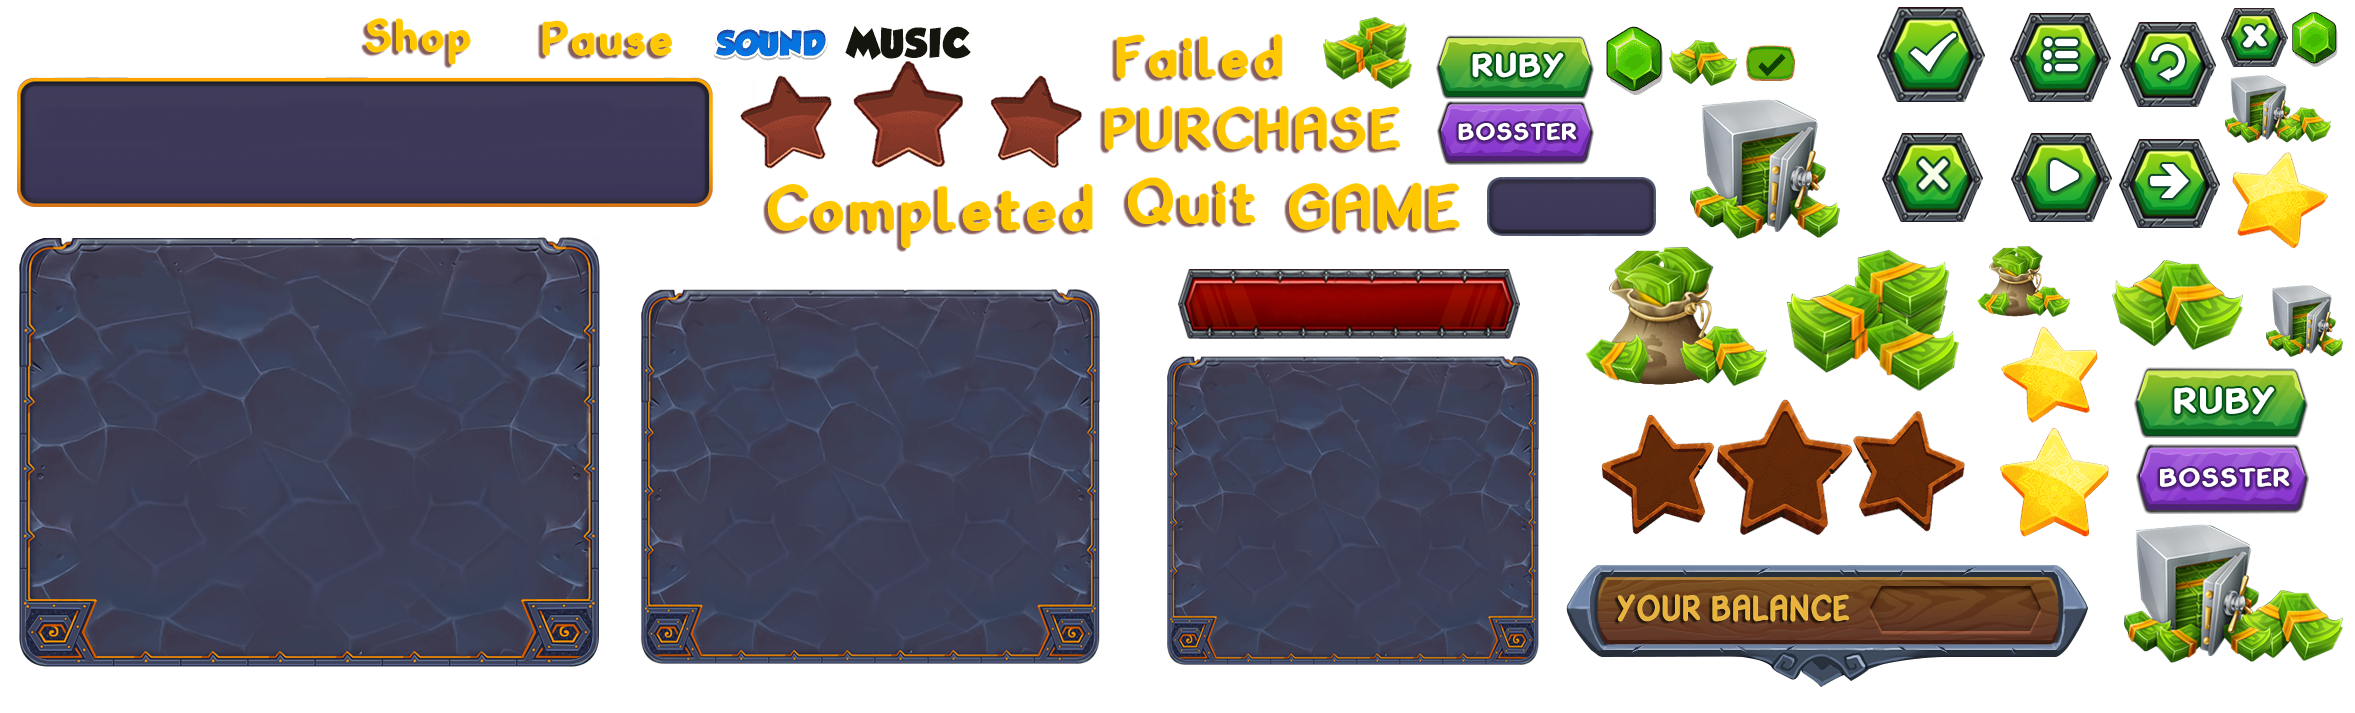 Shop
Pause
SOUND
MUSIC
Failed
RUBY
PURCHASE
BOSSTER
Completed
Quit
GAME
RUBY
BOSSTER
YOUR BALANCE